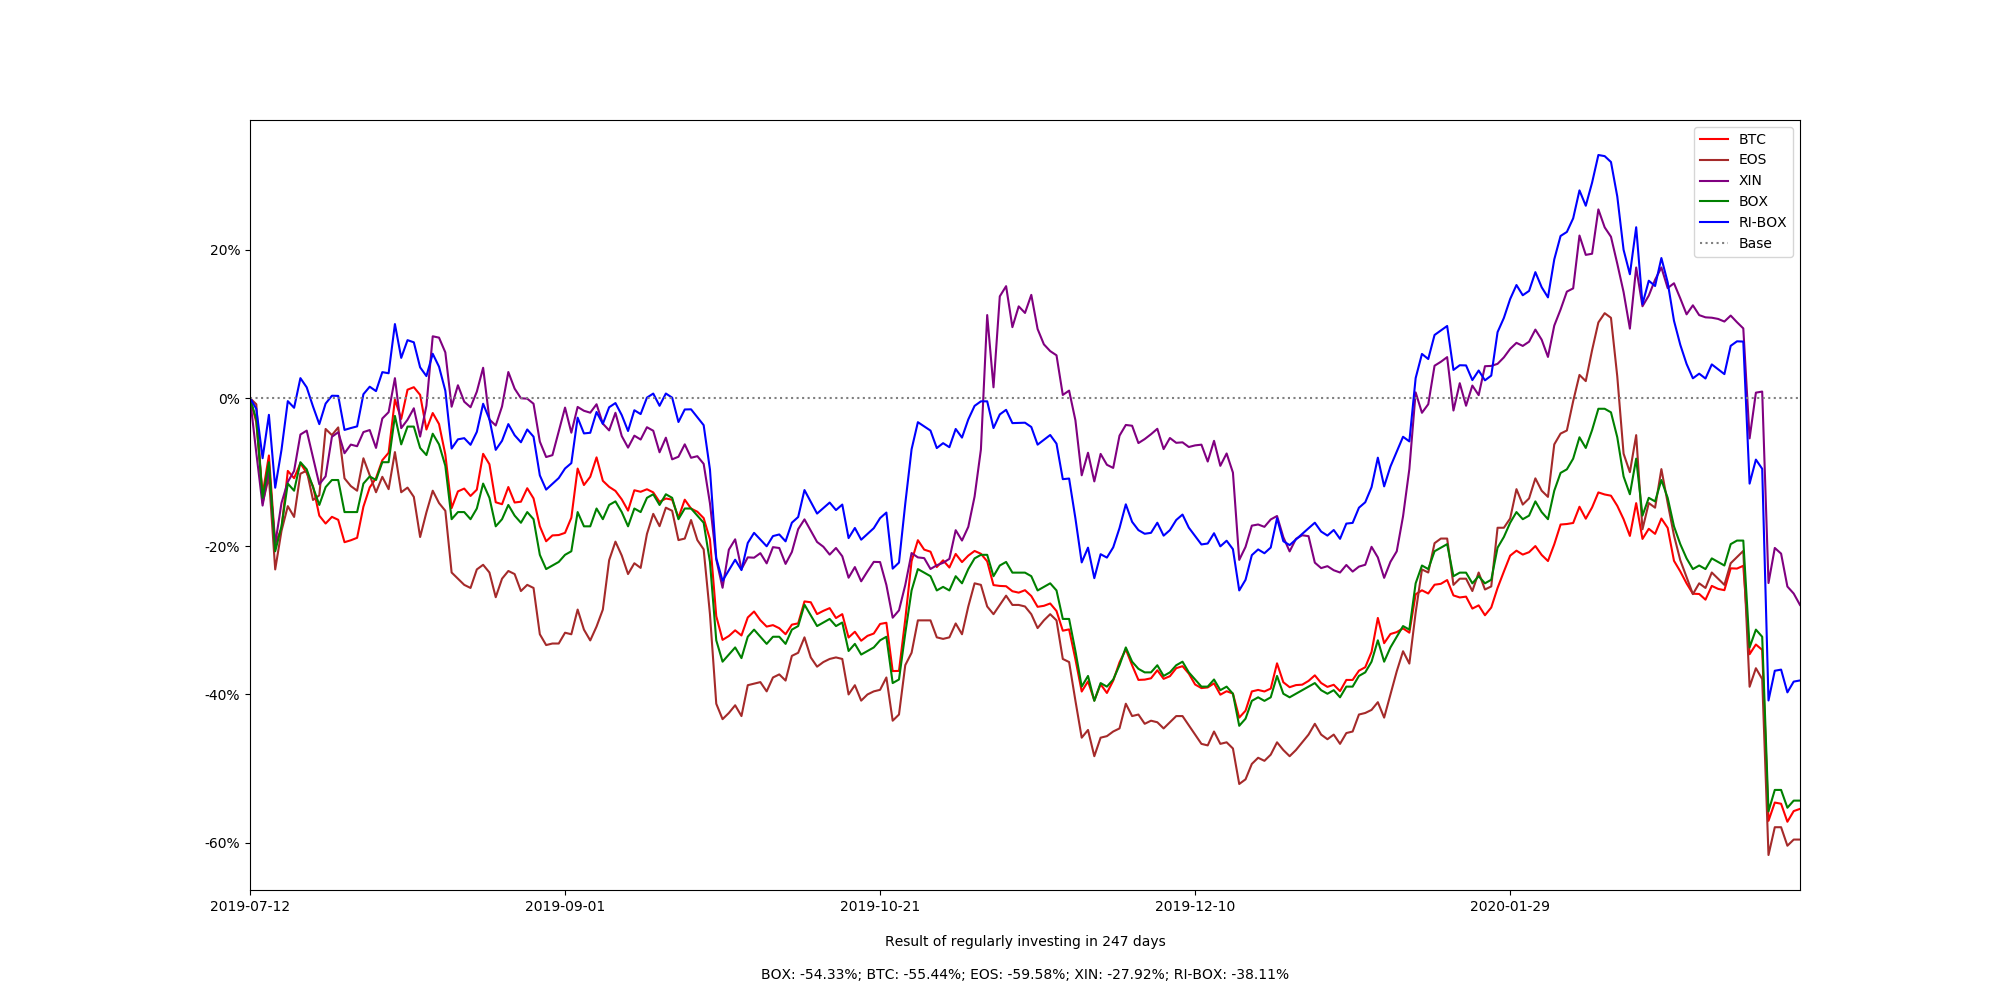 BTC
EOS
XIN
BOX
RI-BOX
Base
20%
0%
-20%
-40%
-60%
2019-07-12 2019-09-01 2019-10-21 2019-12-10 2020-01-29
Result of regularly investing in 247 days
BOX: -54.33%; BTC: -55.44%; EOS: -59.58%; XIN: -27.92%; RI-BOX: -38.11%